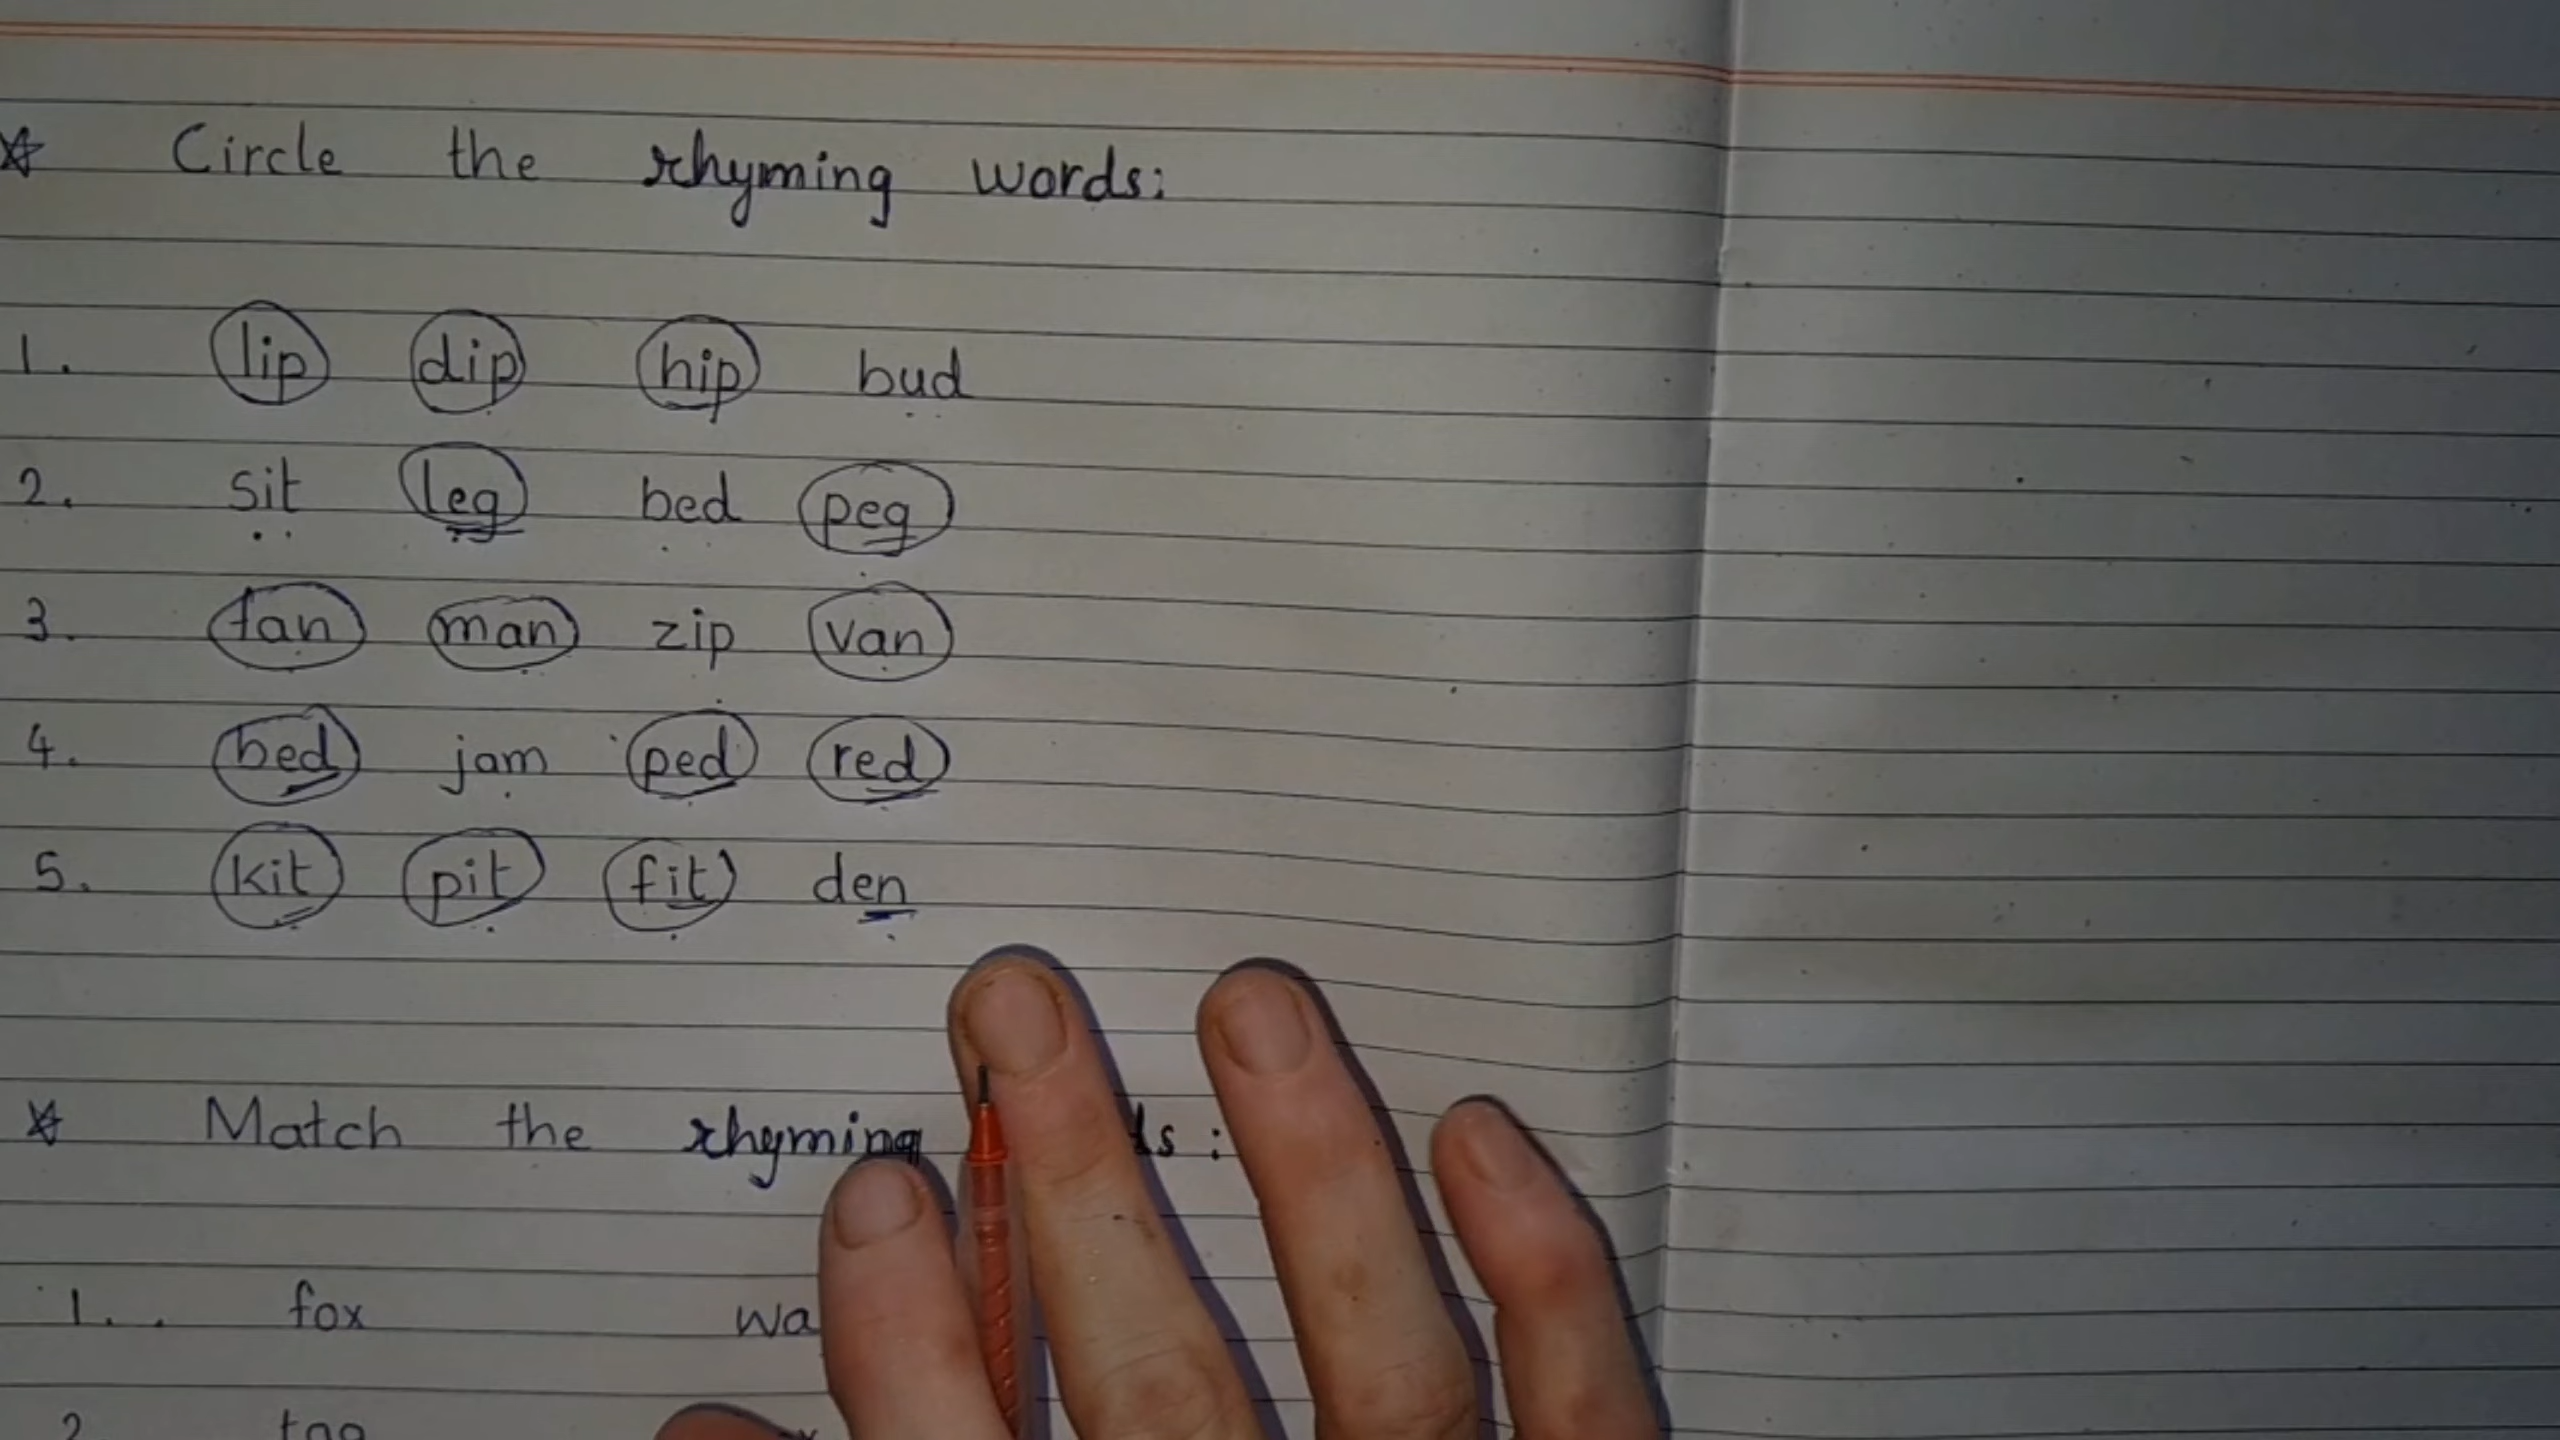 Circle the rhyming words:
1. lip dip hip bud
2. sit leg bed peg
3. fan man zip van
4. bed jam ped red
5. kit pit fit den
Match the rhyming :
1. fox
2.